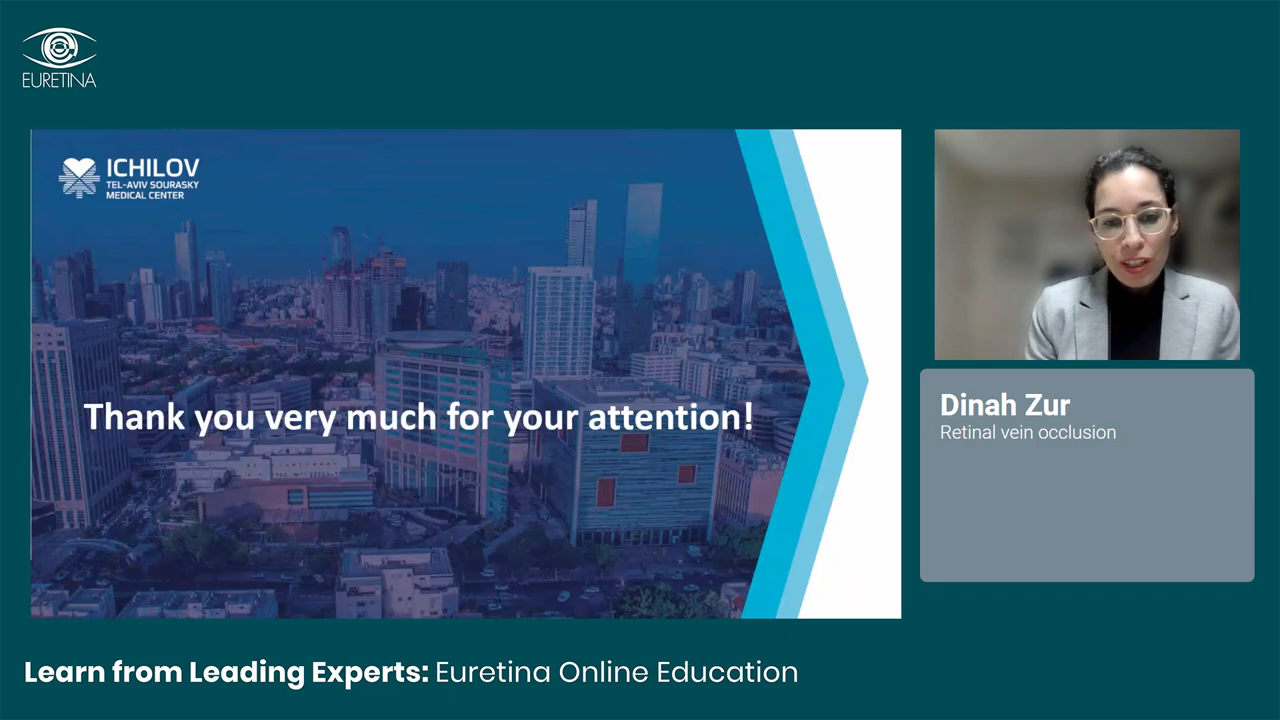 EURETINA
ICHILOV
TEL-AVIV SOURASKY
MEDICAL CENTER
Thank you very much for your attention!
Dinah Zur
Retinal vein occlusion
Learn from Leading Experts: Euretina Online Education